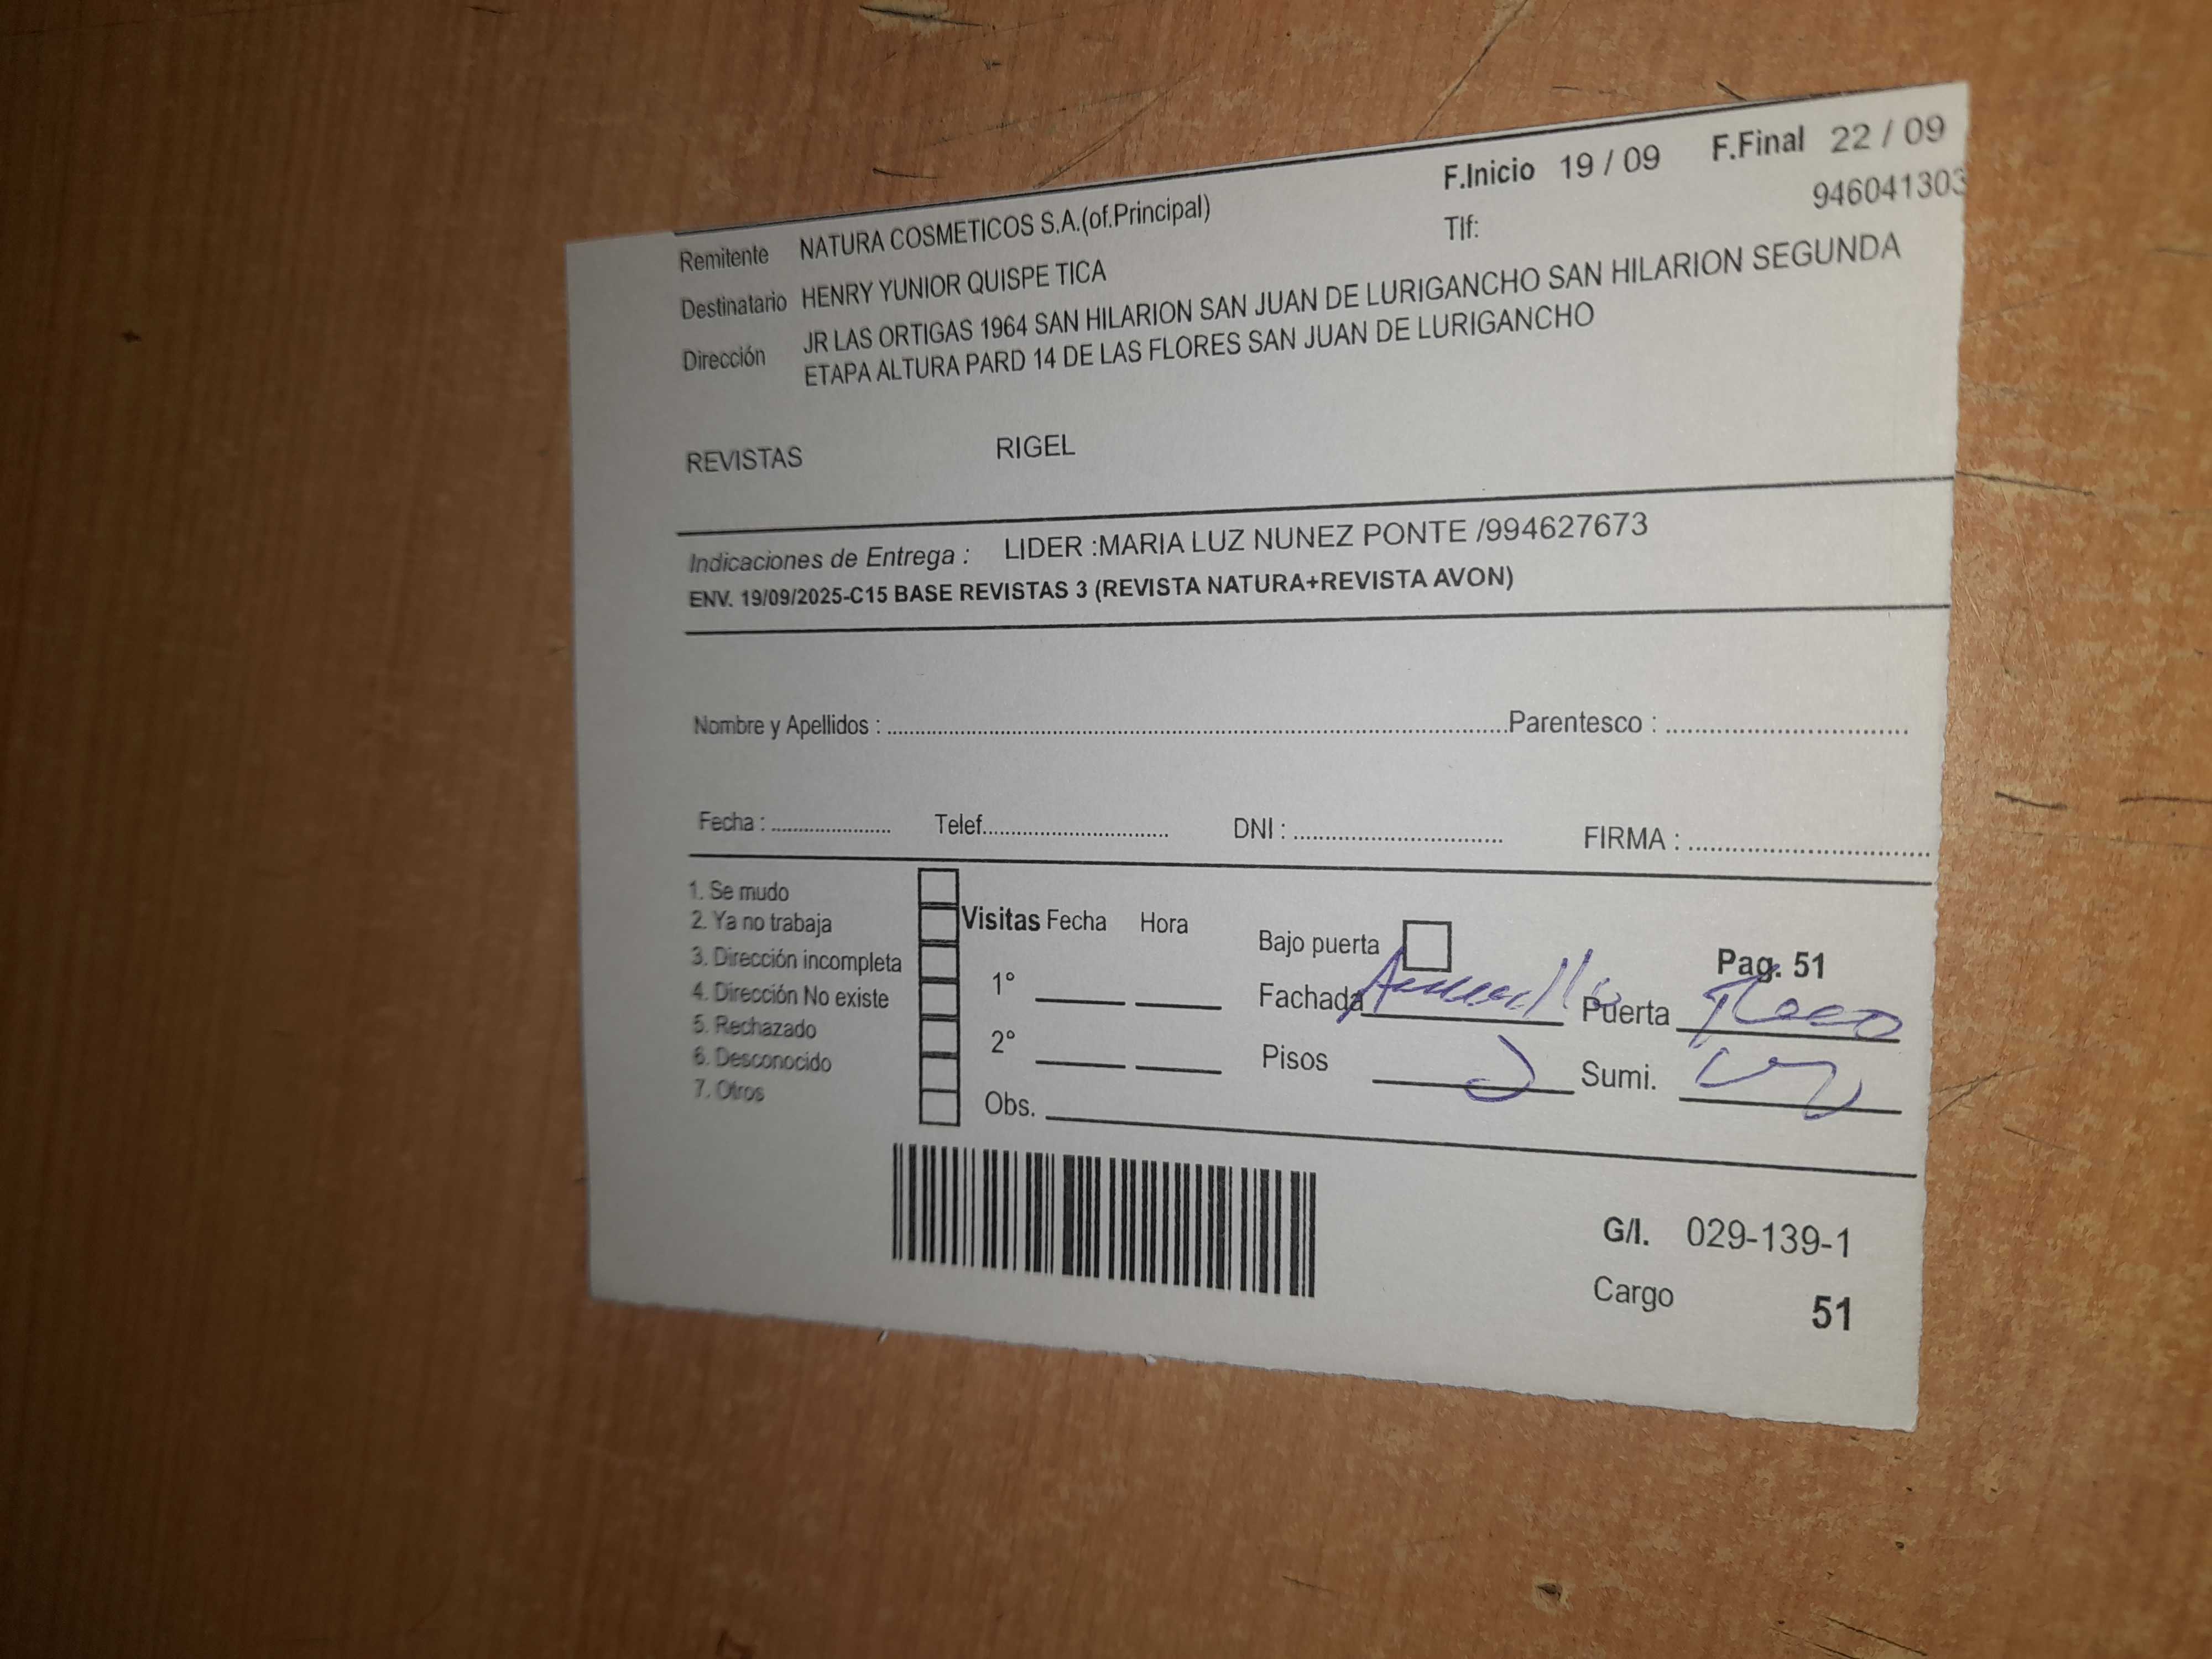 F.Inicio 19 / 09 F.Final 22 / 09
Remitente NATURA COSMETICOS S.A.(of.Principal) Tlf: 946041303
Destinatario HENRY YUNIOR QUISPE TICA
Dirección JR LAS ORTIGAS 1964 SAN HILARION SAN JUAN DE LURIGANCHO SAN HILARION SEGUNDA
ETAPA ALTURA PARD 14 DE LAS FLORES SAN JUAN DE LURIGANCHO
REVISTAS RIGEL
Indicaciones de Entrega : LIDER :MARIA LUZ NUNEZ PONTE /994627673
ENV. 19/09/2025-C15 BASE REVISTAS 3 (REVISTA NATURA+REVISTA AVON)
Nombre y Apellidos : Parentesco :
Fecha : Telef. DNI : FIRMA :
1. Se mudo
2. Ya no trabaja
3. Dirección incompleta
4. Dirección No existe
5. Rechazado
6. Desconocido
7. Otros
Visitas Fecha Hora
1°
2°
Obs.
Bajo puerta Pag. 51
Fachada Amarillo Puerta
Pisos Sumi.
G/I. 029-139-1
Cargo 51